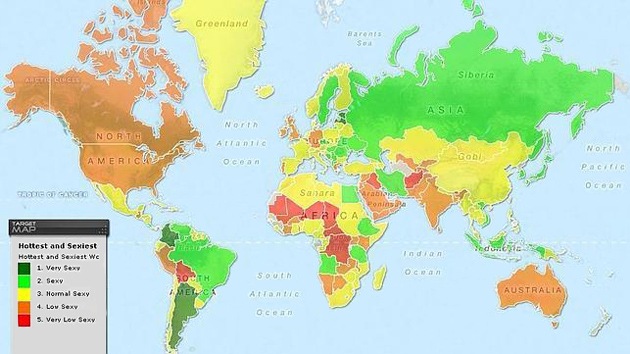 Greenland
Barents
Sea
ARCTIC CIRCLE
Siberia
ASIA
NORTH
AMERICA
North
Atlantic
Ocean
EUROPE
Gobi
North
Pacific
Ocean
TROPIC OF CANCER
Sahara
Arabian
Peninsula
AFRICA
TARGET
MAP
Hottest and Sexiest
Hottest and Sexiest Wc
1. Very Sexy
2. Sexy
3. Normal Sexy
4. Low Sexy
5. Very Low Sexy
SOUTH
AMERICA
South
Atlantic
Ocean
Indian
Ocean
Indonesia
AUSTRALIA